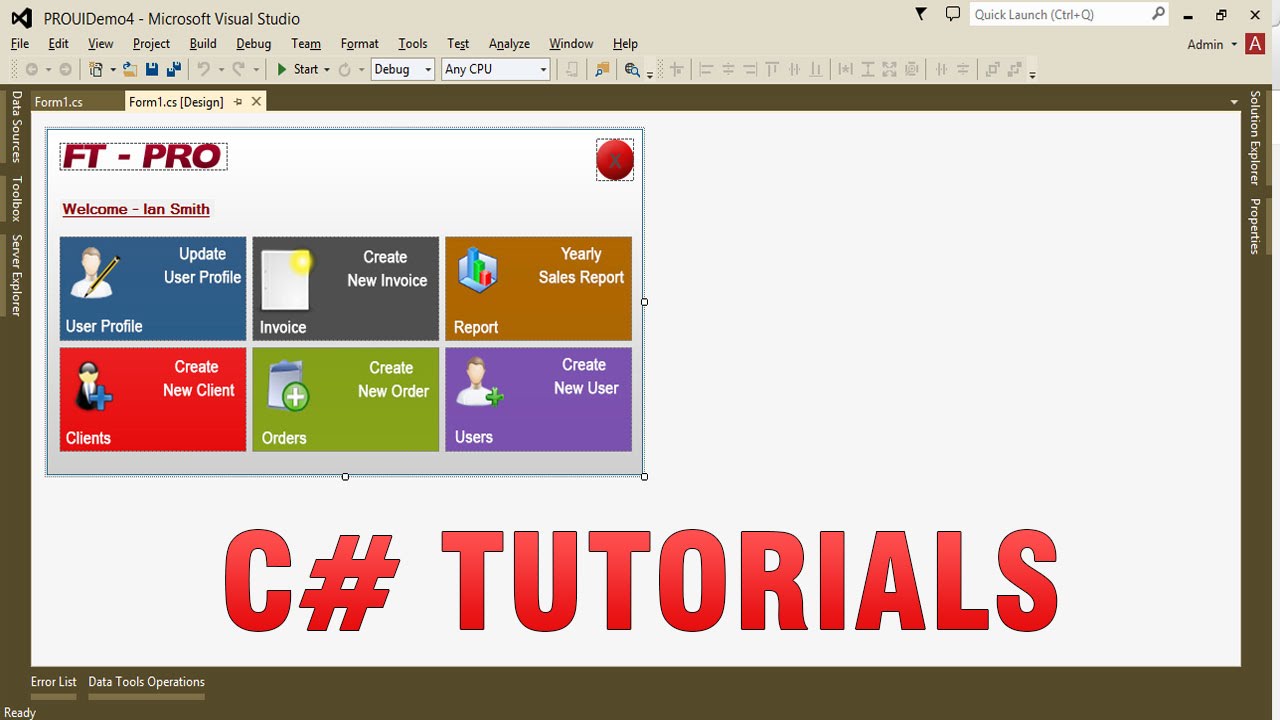 PROUIDemo4 - Microsoft Visual Studio
Quick Launch (Ctrl+Q)
File Edit View Project Build Debug Team Format Tools Test Analyze Window Help
Admin A
Start Debug Any CPU
Form1.cs Form1.cs [Design]
Data Sources
Toolbox
Server Explorer
Solution Explorer
Properties
FT - PRO
X
Welcome - Ian Smith
Update
User Profile
User Profile
Create
New Invoice
Invoice
Yearly
Sales Report
Report
Create
New Client
Clients
Create
New Order
Orders
Create
New User
Users
C# TUTORIALS
Error List Data Tools Operations
Ready